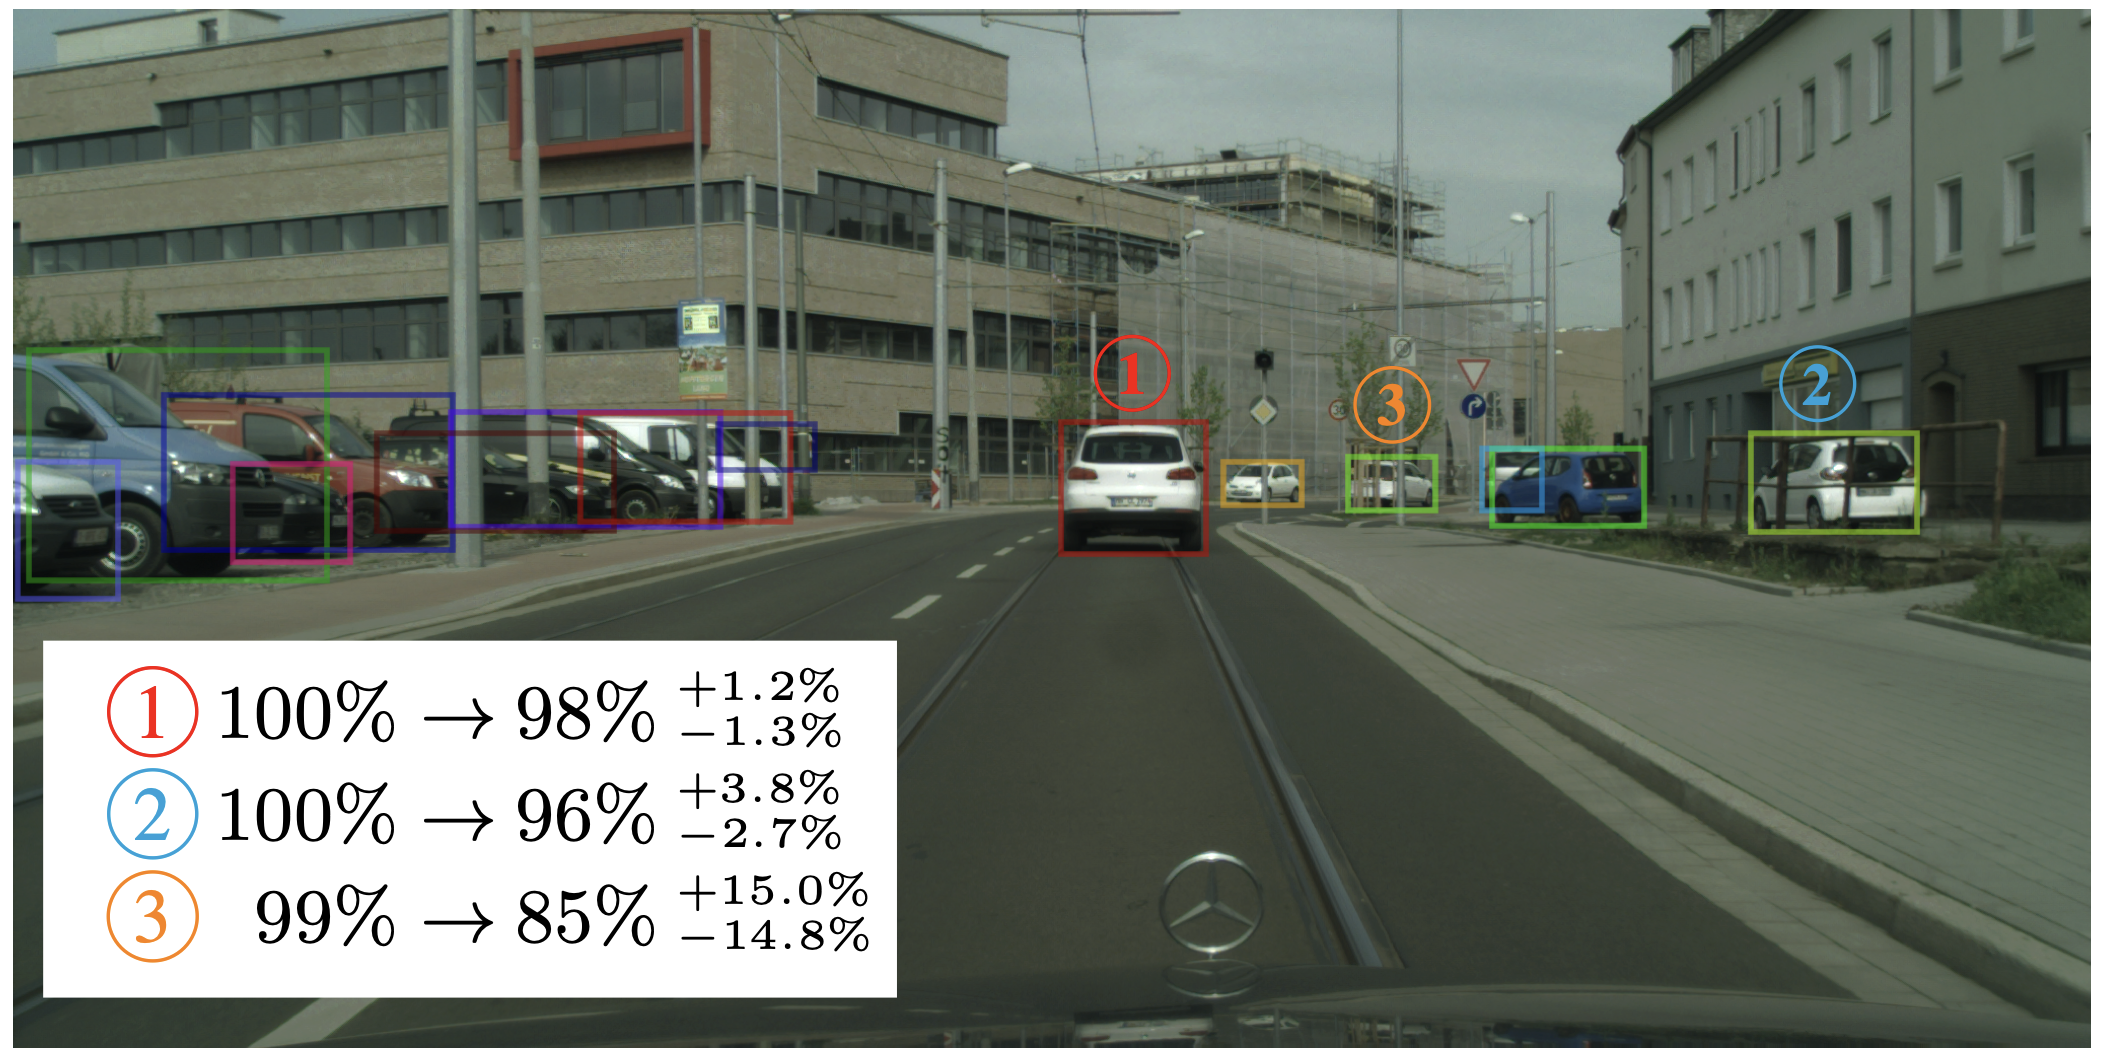 1
3
2
30
① 100% → 98% +1.2% −1.3%
② 100% → 96% +3.8% −2.7%
③ 99% → 85% +15.0% −14.8%